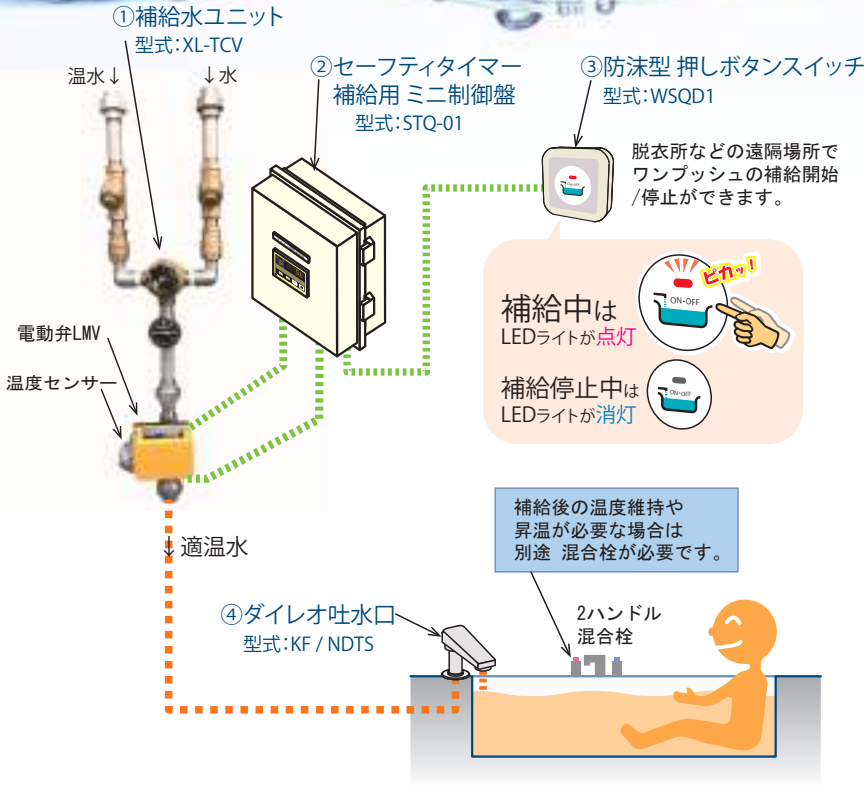 ①補給水ユニット
型式:XL-TCV
温水↓
↓水
②セーフティタイマー
補給用 ミニ制御盤
型式:STQ-01
③防沫型 押しボタンスイッチ
型式:WSQD1
脱衣所などの遠隔場所で
ワンプッシュの補給開始
/停止ができます。
補給中は
LEDライトが点灯
ピカッ!
ON・OFF
補給停止中は
LEDライトが消灯
ON・OFF
電動弁LMV
温度センサー
↓適温水
補給後の温度維持や
昇温が必要な場合は
別途 混合栓が必要です。
④ダイレオ吐水口
型式:KF / NDTS
2ハンドル
混合栓